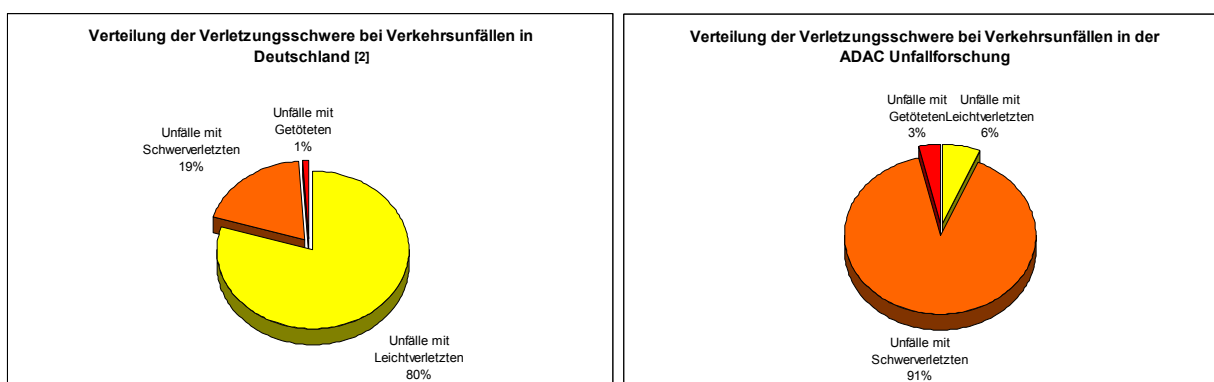 Verteilung der Verletzungsschwere bei Verkehrsunfällen in
Deutschland [2]
Unfälle mit
Getöteten
1%
Unfälle mit
Schwerverletzten
19%
Unfälle mit
Leichtverletzten
80%
Verteilung der Verletzungsschwere bei Verkehrsunfällen in der
ADAC Unfallforschung
Unfälle mit
Getöteten
3%
Unfälle mit
Leichtverletzten
6%
Unfälle mit
Schwerverletzten
91%